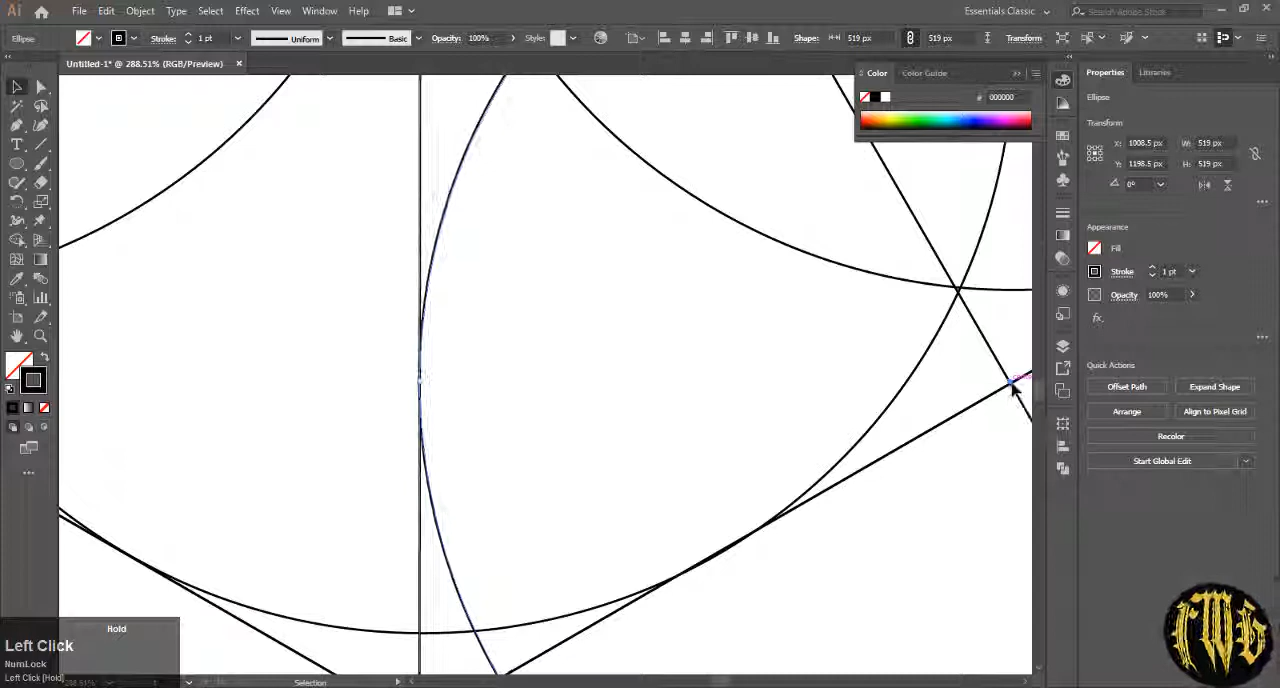 Ai File Edit Object Type Select Effect View Window Help Essentials Classic Search Adobe Stock
Ellipse Stroke: 1 pt Uniform Basic Opacity: 100% Style: Shape: 519 px 519 px Transform
Untitled-1* @ 288.51% (RGB/Preview) ×
Color Color Guide
# 000000
Properties Libraries
Ellipse
Transform
X: 1008.5 px W: 519 px
Y: 1198.5 px H: 519 px
0°
Appearance
Fill
Stroke 1 pt
Opacity 100%
fx.
Quick Actions
Offset Path Expand Shape
Arrange Align to Pixel Grid
Recolor
Start Global Edit
Hold
Left Click
NumLock
Left Click [Hold]
288.51% Selection